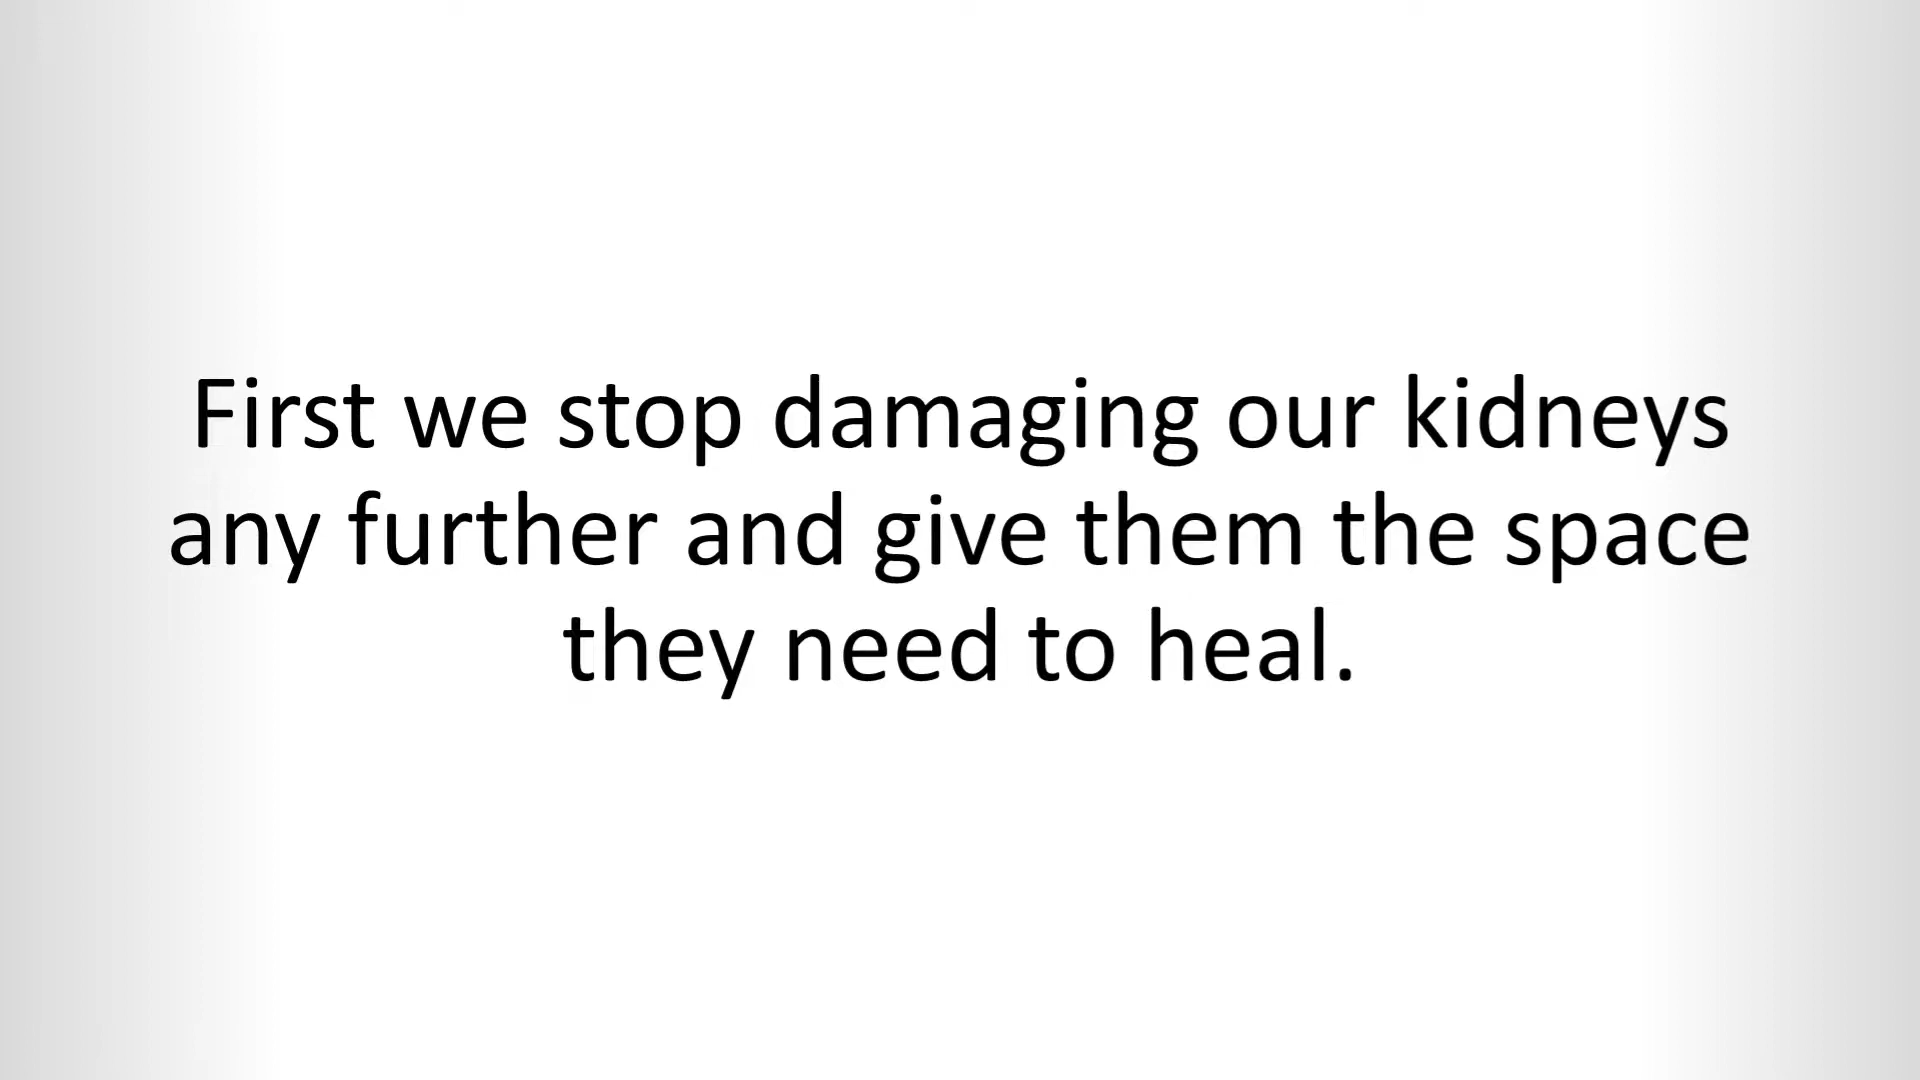 First we stop damaging our kidneys
any further and give them the space
they need to heal.